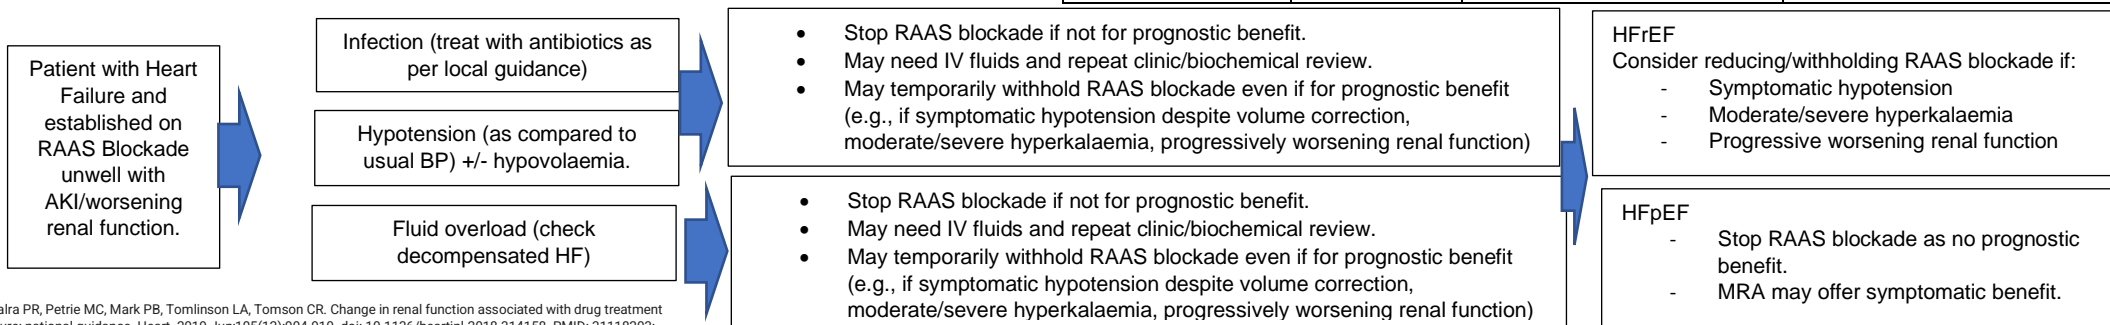 Patient with Heart
Failure and
established on
RAAS Blockade
unwell with
AKI/worsening
renal function.
Infection (treat with antibiotics as
per local guidance)
Hypotension (as compared to
usual BP) +/- hypovolaemia.
Fluid overload (check
decompensated HF)
• Stop RAAS blockade if not for prognostic benefit.
• May need IV fluids and repeat clinic/biochemical review.
• May temporarily withhold RAAS blockade even if for prognostic benefit
(e.g., if symptomatic hypotension despite volume correction,
moderate/severe hyperkalaemia, progressively worsening renal function)
• Stop RAAS blockade if not for prognostic benefit.
• May need IV fluids and repeat clinic/biochemical review.
• May temporarily withhold RAAS blockade even if for prognostic benefit
(e.g., if symptomatic hypotension despite volume correction,
moderate/severe hyperkalaemia, progressively worsening renal function)
HFrEF
Consider reducing/withholding RAAS blockade if:
- Symptomatic hypotension
- Moderate/severe hyperkalaemia
- Progressive worsening renal function
HFpEF
- Stop RAAS blockade as no prognostic
benefit.
- MRA may offer symptomatic benefit.
PR, Petrie MC, Mark PB, Tomlinson LA, Tomson CR. Change in renal function associated with drug treatment
national guidance. Heart.